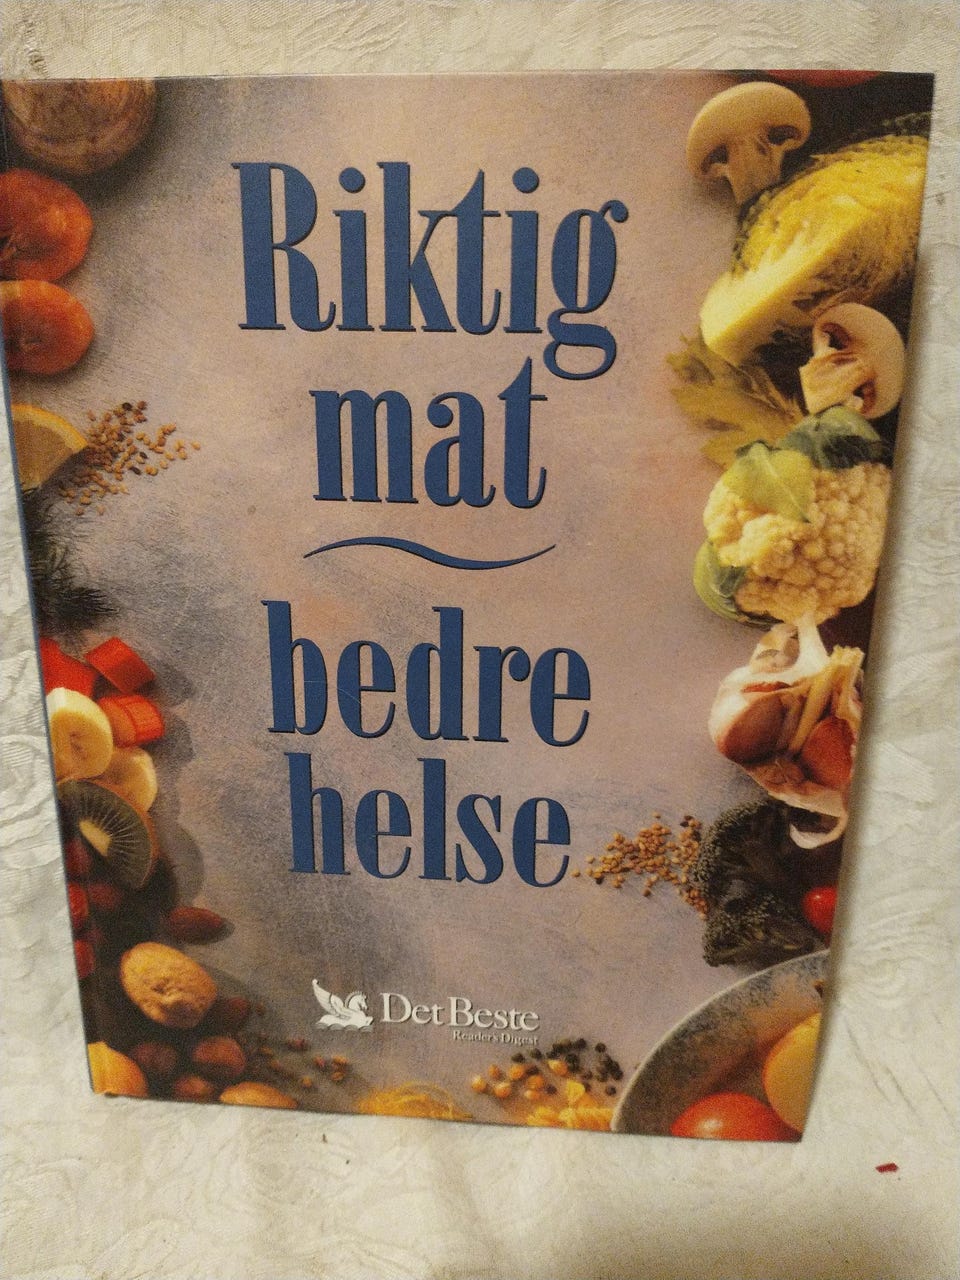 Riktig
mat
bedre
helse
Det Beste
Reader's Digest